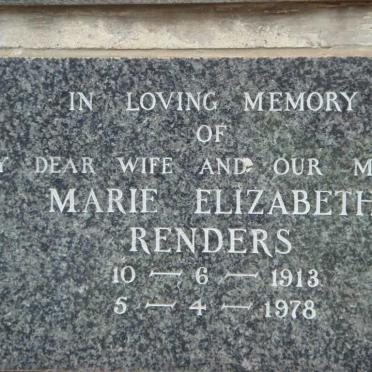 IN LOVING MEMORY
OF
DEAR WIFE AND OUR
MARIE ELIZABETH
RENDERS
10 — 6 — 1913
5 — 4 — 1978